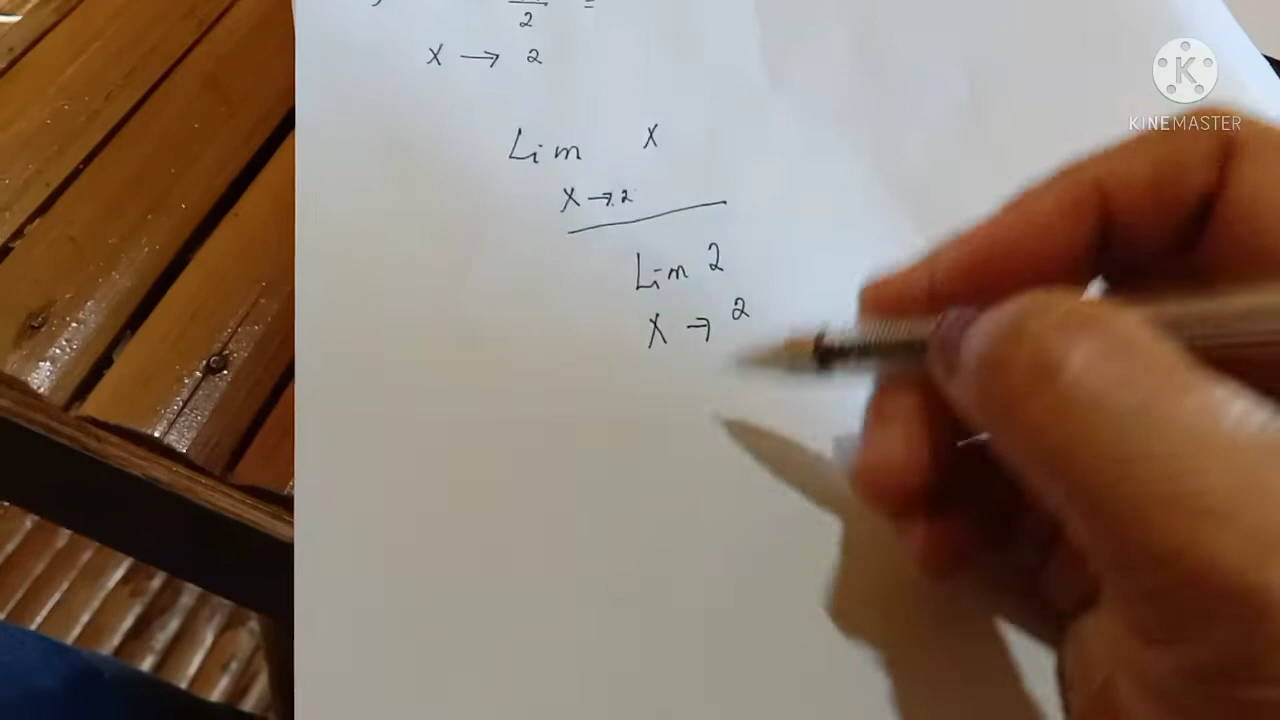 2 =
X → 2
Lim X
X → 2
Lim 2
X → 2
K
KINEMASTER